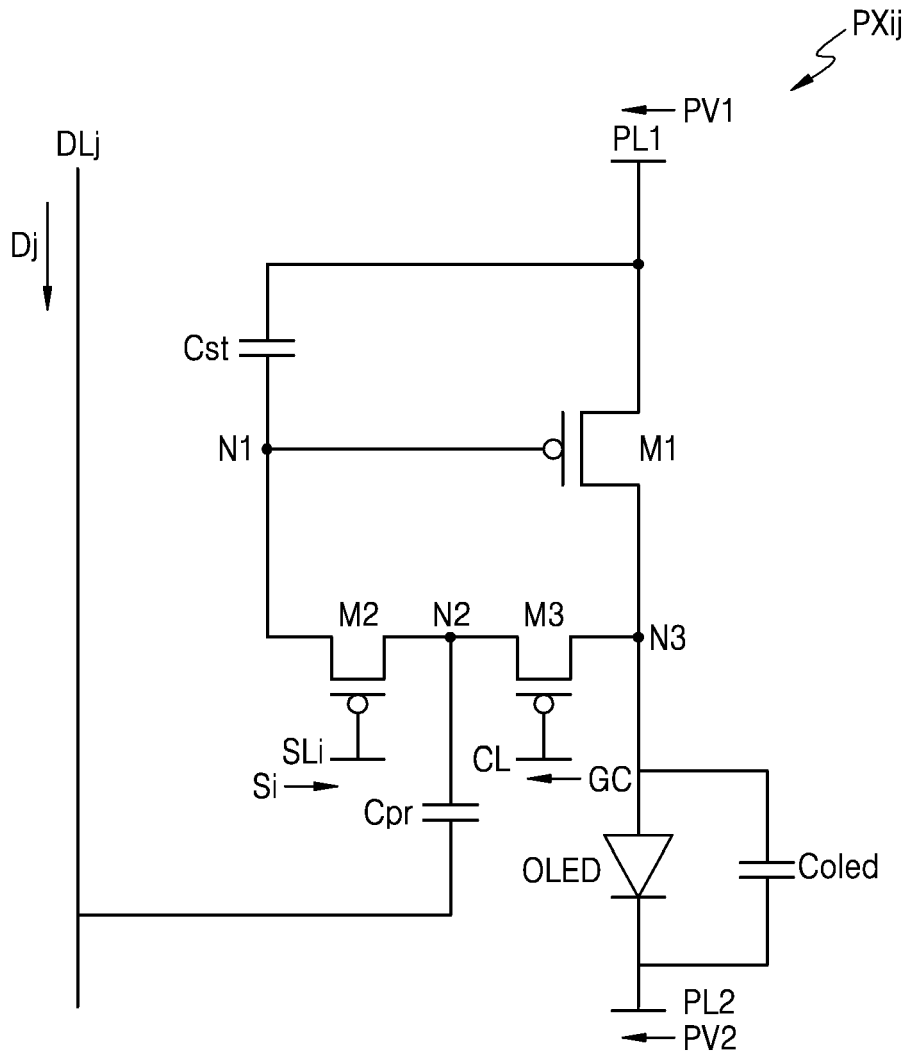 PXij
PV1
PL1
DLj
Dj
Cst
N1
M1
M2
N2
M3
N3
SLi
Si
CL
GC
Cpr
OLED
Coled
PL2
PV2